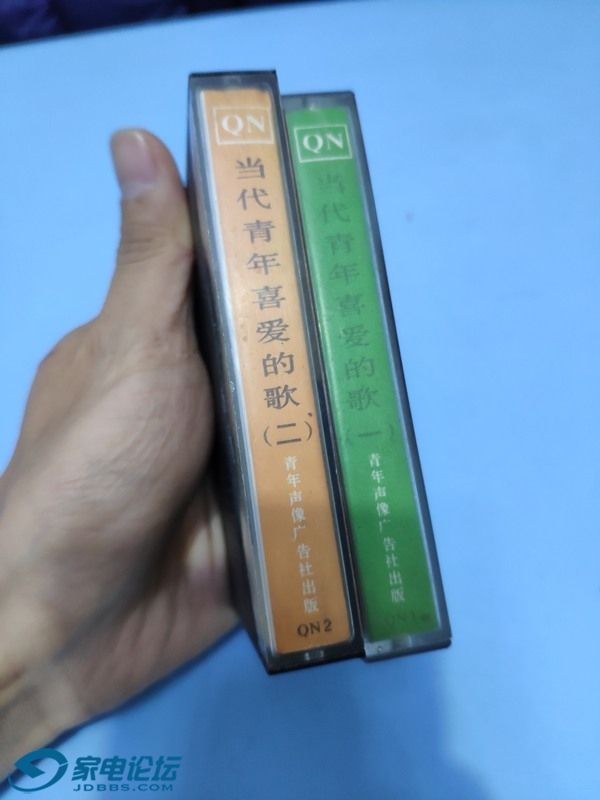 QN
当代青年喜爱的歌(二)
青年声像广告社出版
QN2
QN
当代青年喜爱的歌(一)
青年声像广告社出版
QN1
家电论坛
JDBBS.COM